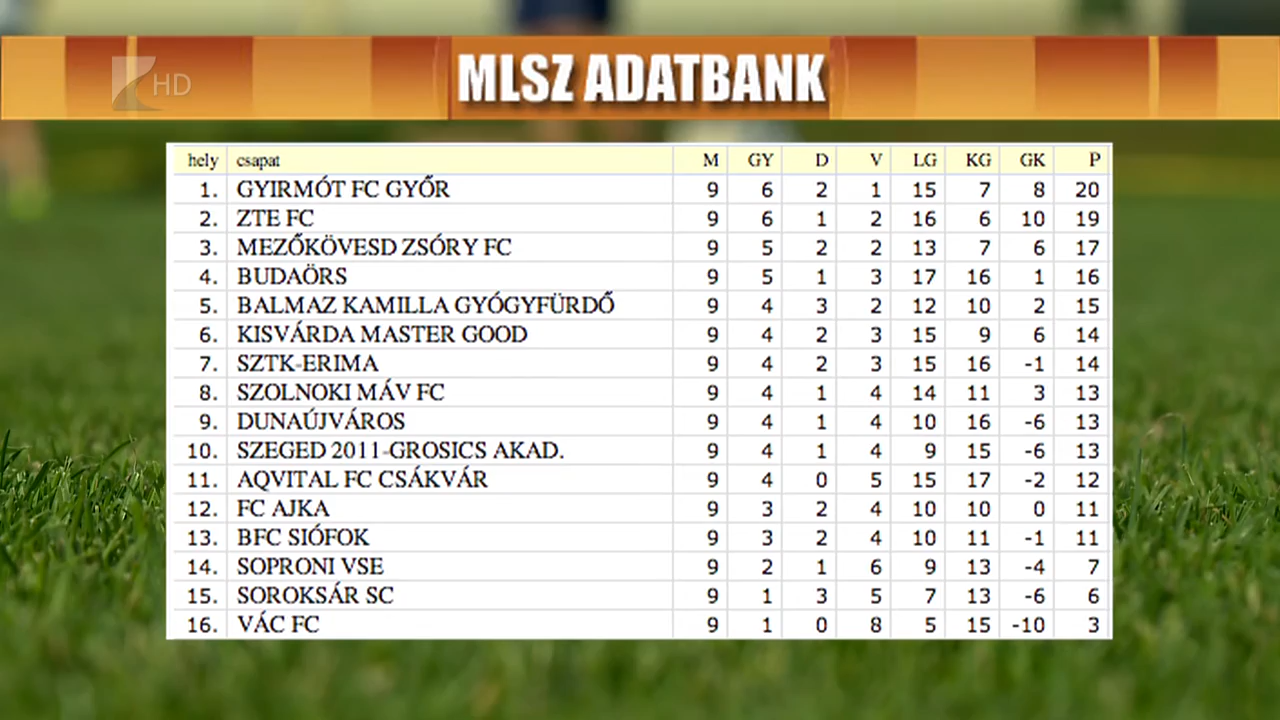 MLSZ ADATBANK
HD
hely csapat M GY D V LG KG GK P
1. GYIRMÓT FC GYŐR 9 6 2 1 15 7 8 20
2. ZTE FC 9 6 1 2 16 6 10 19
3. MEZŐKÖVESD ZSÓRY FC 9 5 2 2 13 7 6 17
4. BUDAÖRS 9 5 1 3 17 16 1 16
5. BALMAZ KAMILLA GYÓGYFÜRDŐ 9 4 3 2 12 10 2 15
6. KISVÁRDA MASTER GOOD 9 4 2 3 15 9 6 14
7. SZTK-ERIMA 9 4 2 3 15 16 -1 14
8. SZOLNOKI MÁV FC 9 4 1 4 14 11 3 13
9. DUNAÚJVÁROS 9 4 1 4 10 16 -6 13
10. SZEGED 2011-GROSICS AKAD. 9 4 1 4 9 15 -6 13
11. AQVITAL FC CSÁKVÁR 9 4 0 5 15 17 -2 12
12. FC AJKA 9 3 2 4 10 10 0 11
13. BFC SIÓFOK 9 3 2 4 10 11 -1 11
14. SOPRONI VSE 9 2 1 6 9 13 -4 7
15. SOROKSÁR SC 9 1 3 5 7 13 -6 6
16. VÁC FC 9 1 0 8 5 15 -10 3